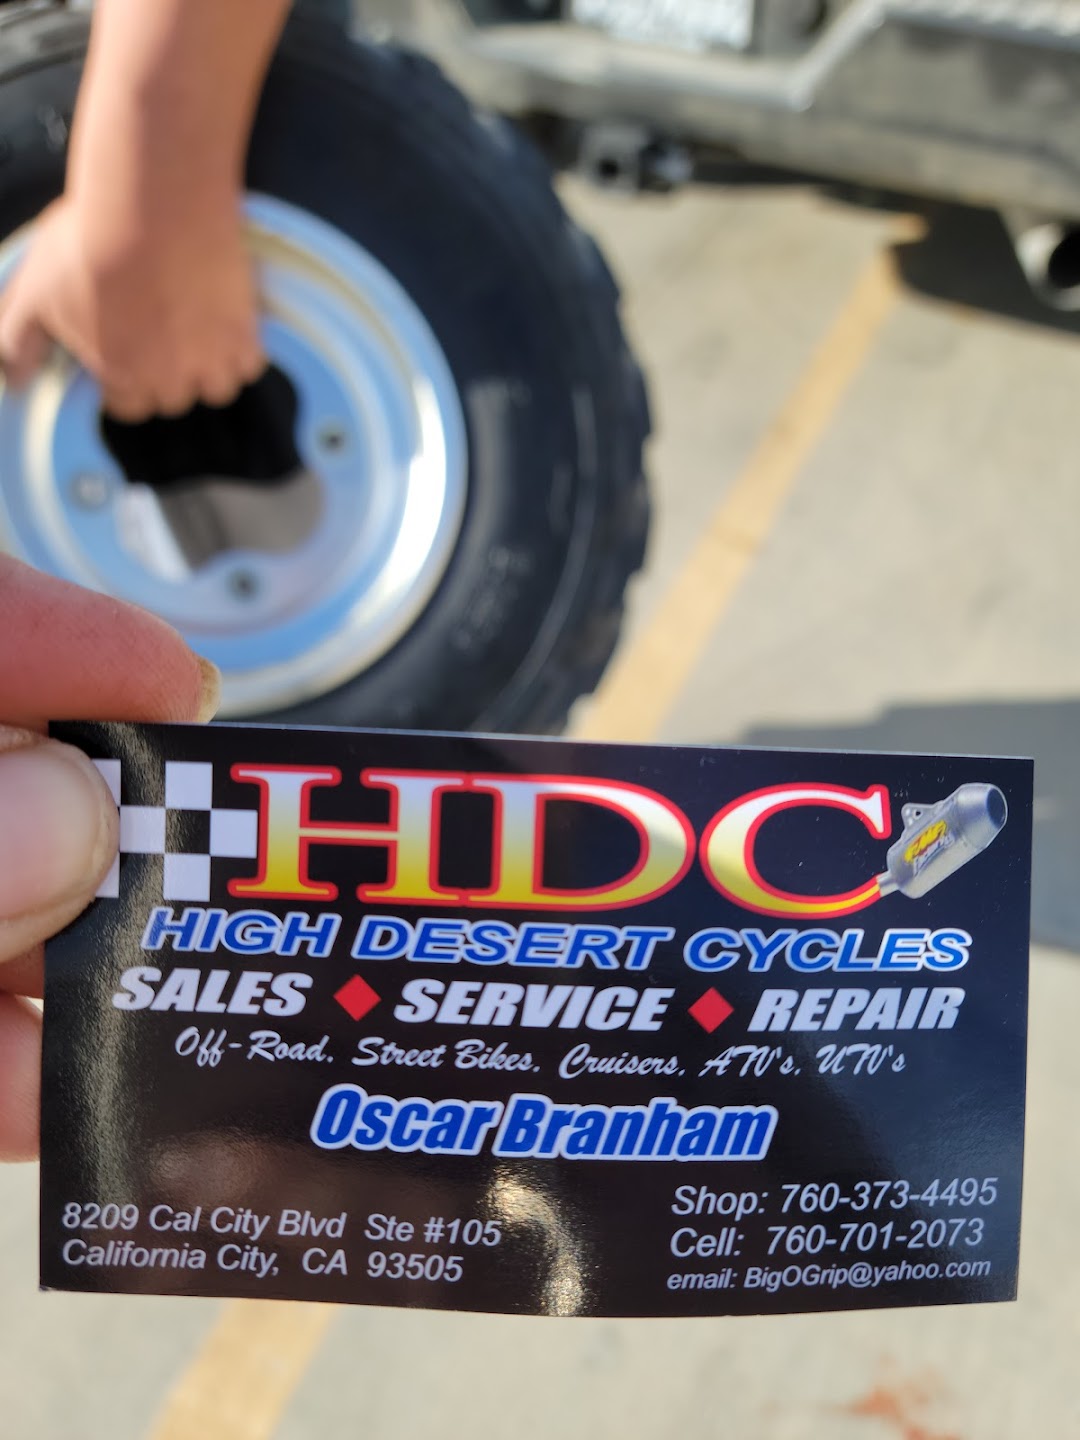 HDC
FMF
HIGH DESERT CYCLES
SALES ♦ SERVICE ♦ REPAIR
Off-Road, Street Bikes, Cruisers, ATV's, UTV's
Oscar Branham
8209 Cal City Blvd Ste #105
California City, CA 93505
Shop: 760-373-4495
Cell: 760-701-2073
email: BigOGrip@yahoo.com